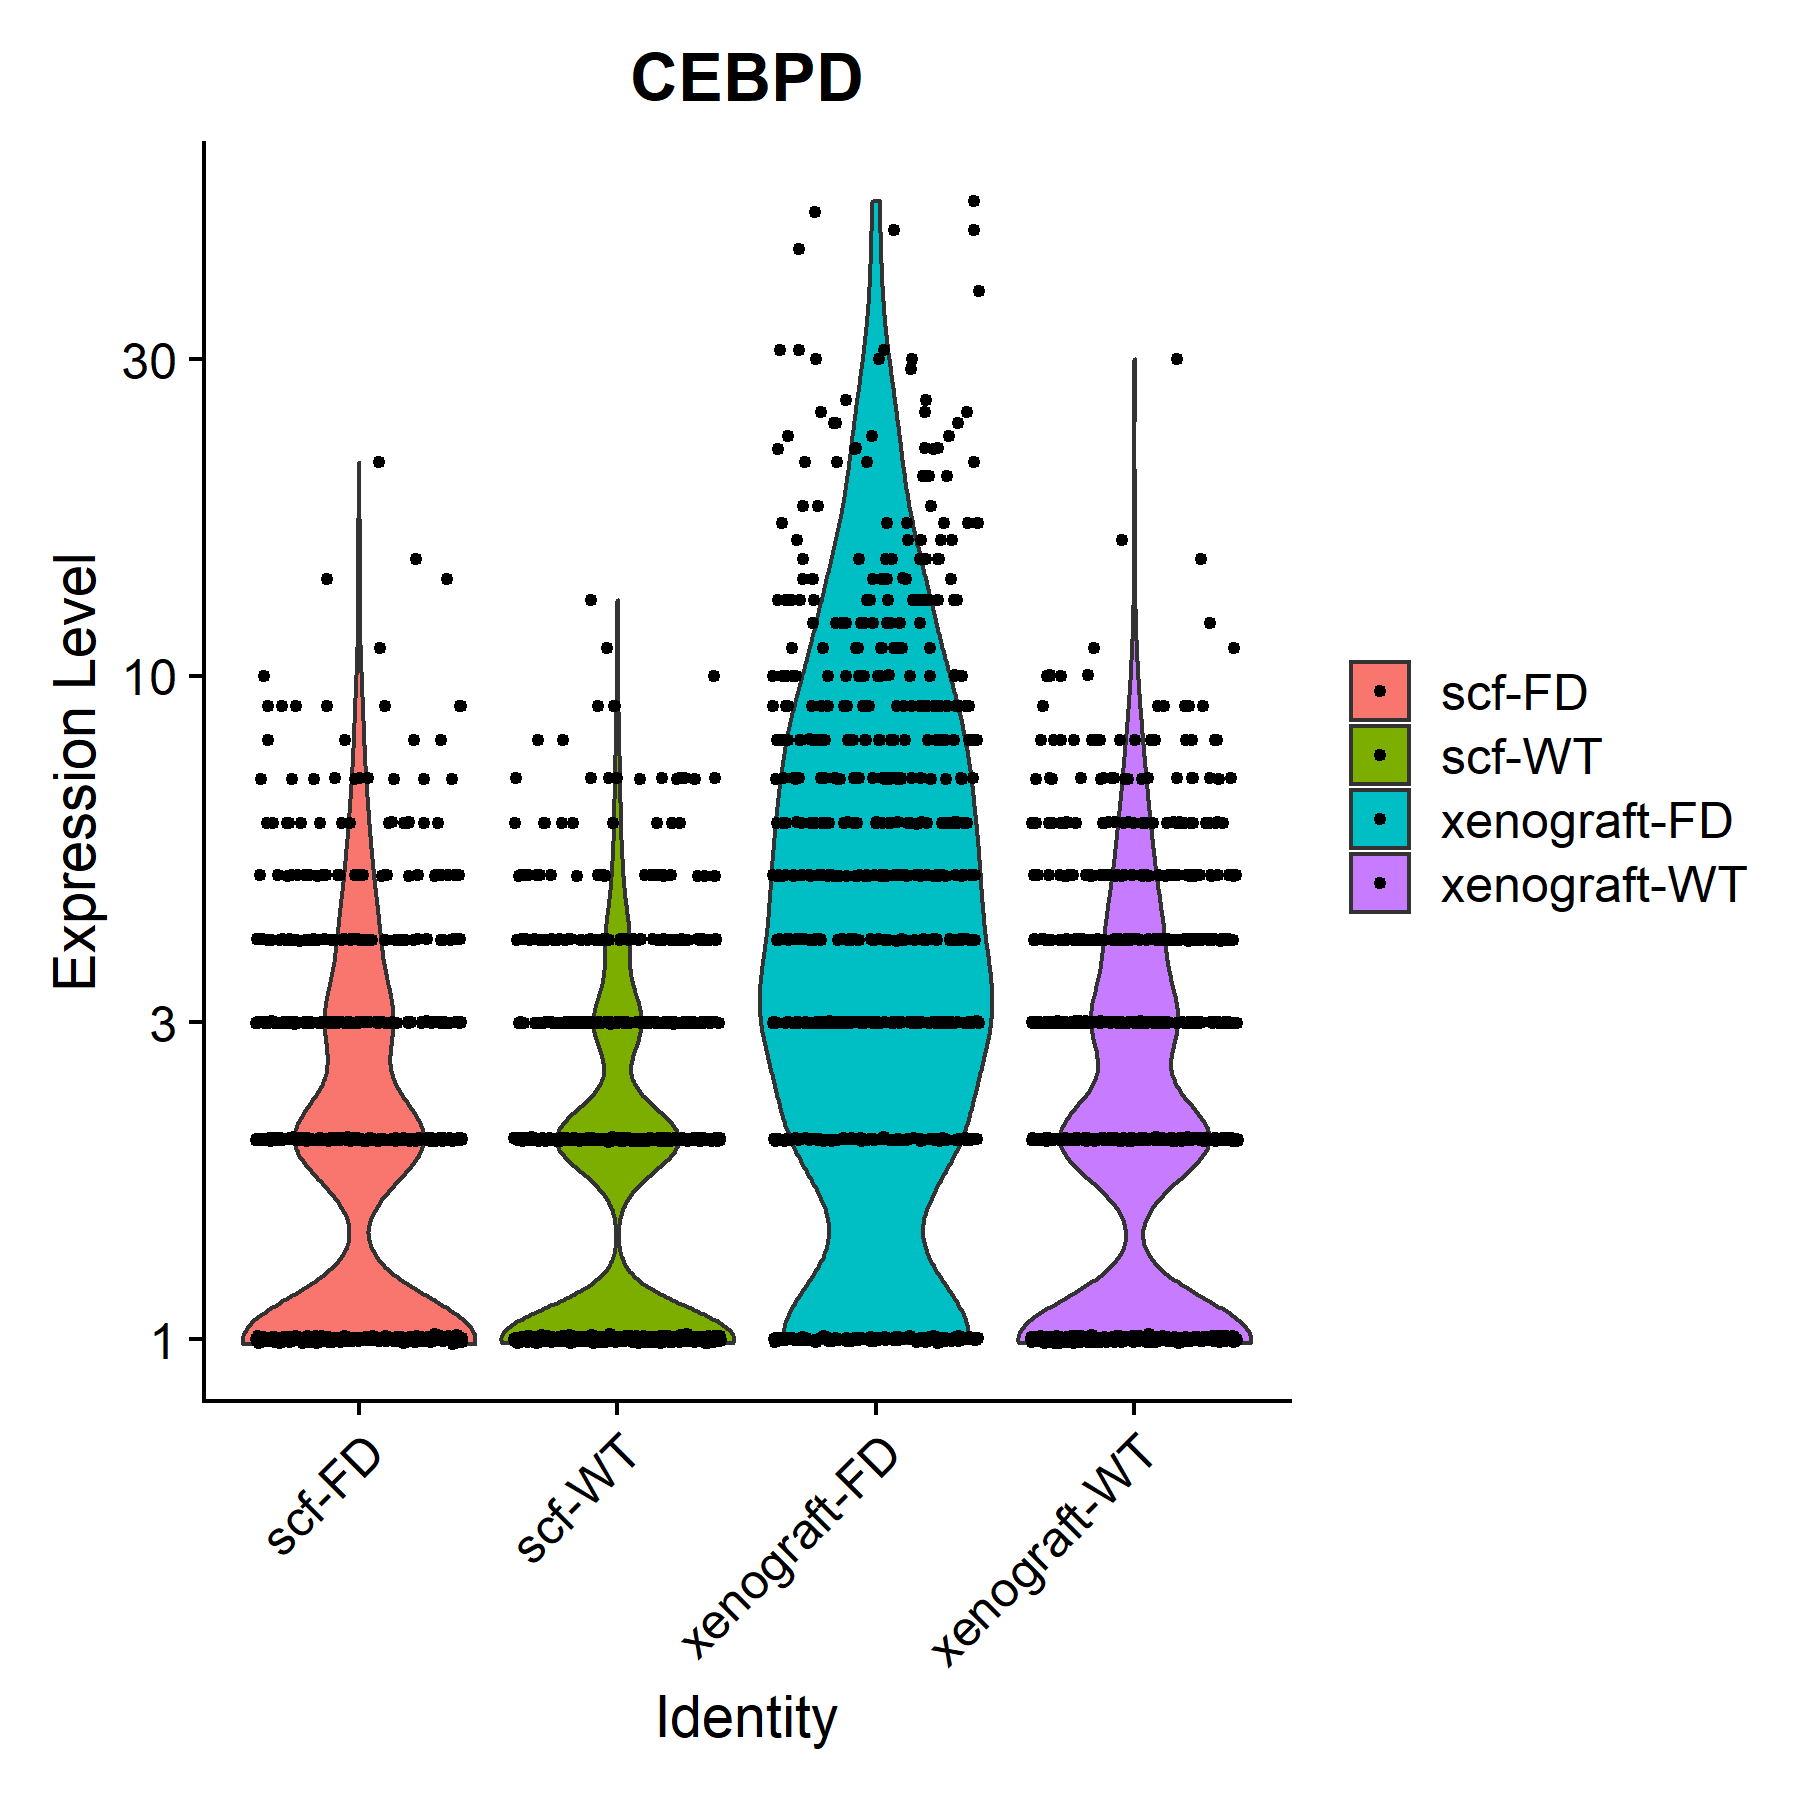 CEBPD
Expression Level
30
10
3
1
scf-FD
scf-WT
xenograft-FD
xenograft-WT
Identity
scf-FD
scf-WT
xenograft-FD
xenograft-WT